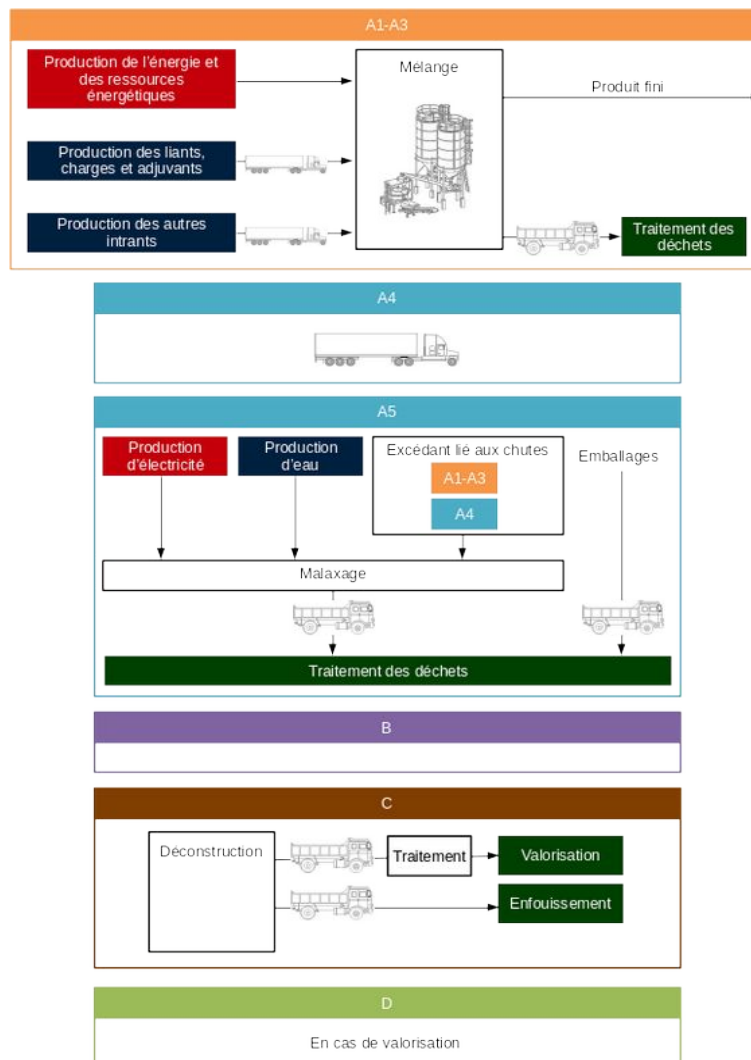 A1-A3
Production de l'énergie et
des ressources
énergétiques
Mélange
Produit fini
Production des liants,
charges et adjuvants
Production des autres
intrants
Traitement des
déchets
A4
A5
Production
d'électricité
Production
d'eau
Excédant lié aux chutes
A1-A3
A4
Emballages
Malaxage
Traitement des déchets
B
C
Déconstruction
Traitement
Valorisation
Enfouissement
D
En cas de valorisation